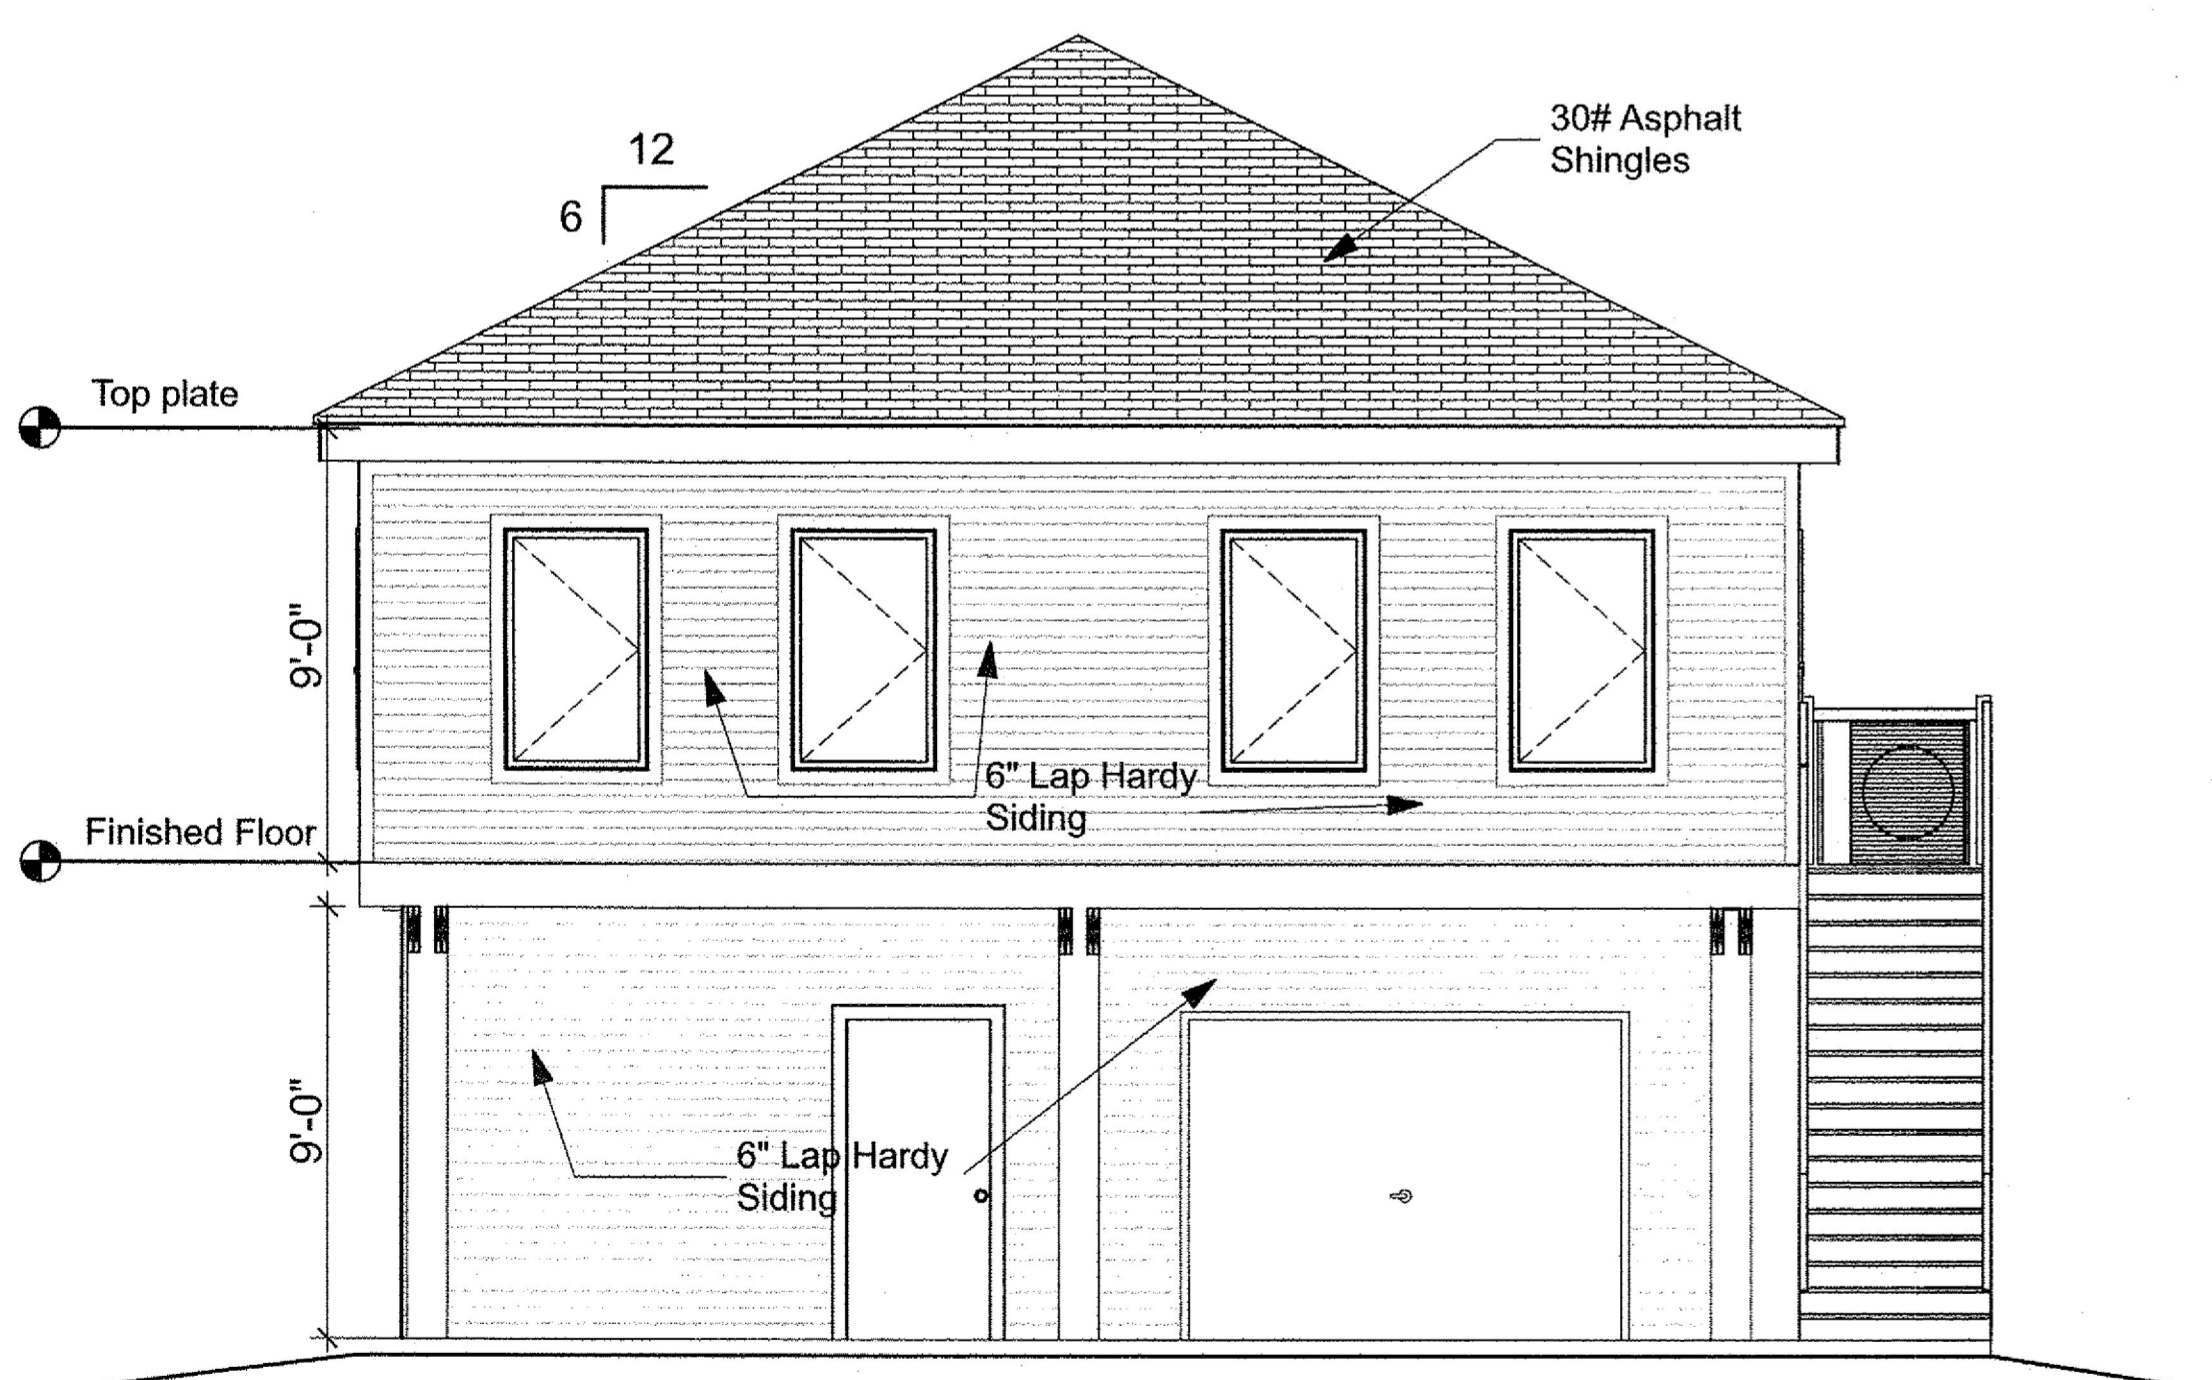 12
6
30# Asphalt
Shingles
Top plate
9'-0"
6" Lap Hardy
Siding
Finished Floor
9'-0"
6" Lap Hardy
Siding